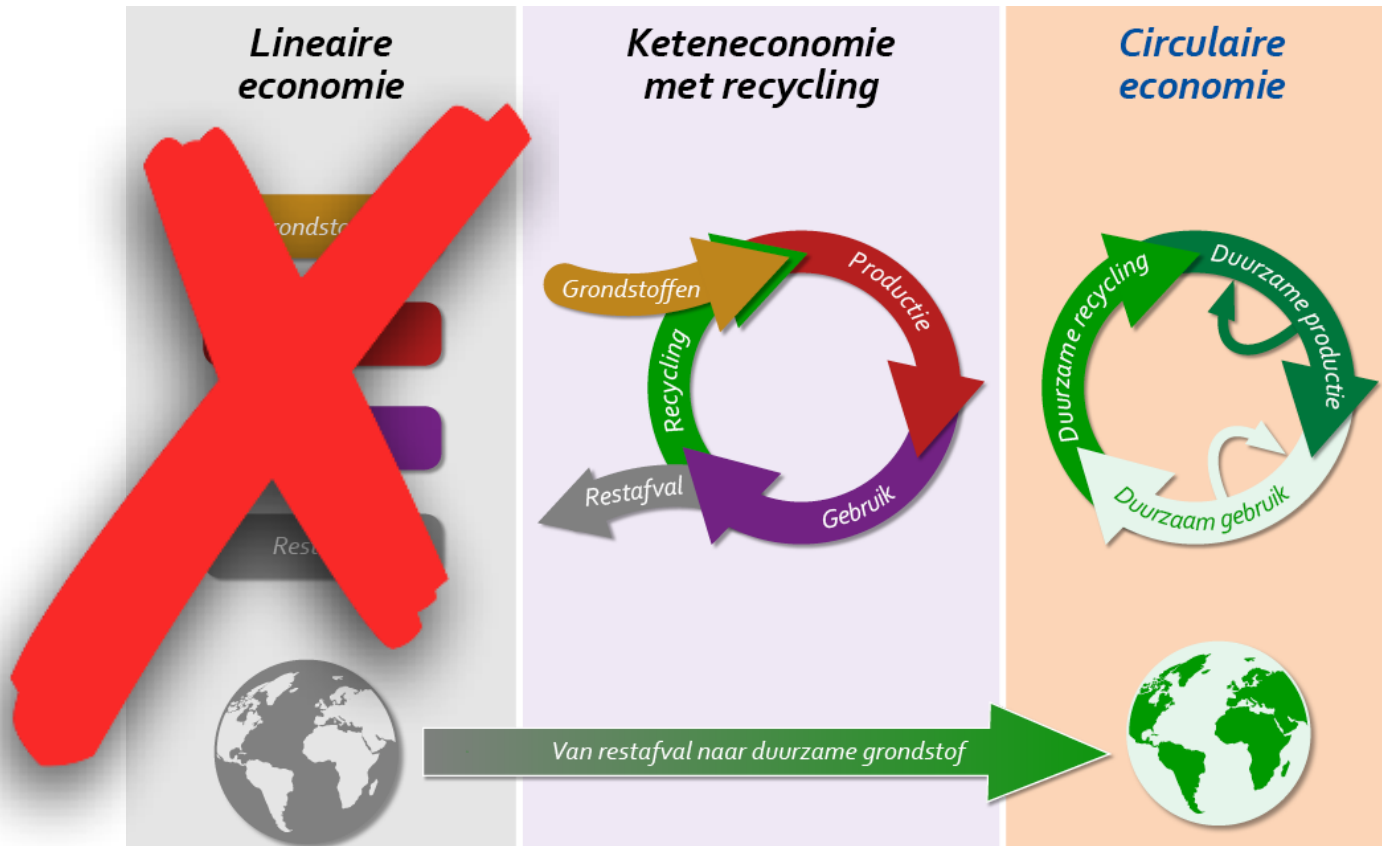 Lineaire
economie
Keteneconomie
met recycling
Circulaire
economie
Grondstoffen
Productie
Recycling
Gebruik
Restafval
Duurzame recycling
Duurzame productie
Duurzaam gebruik
Van restafval naar duurzame grondstof